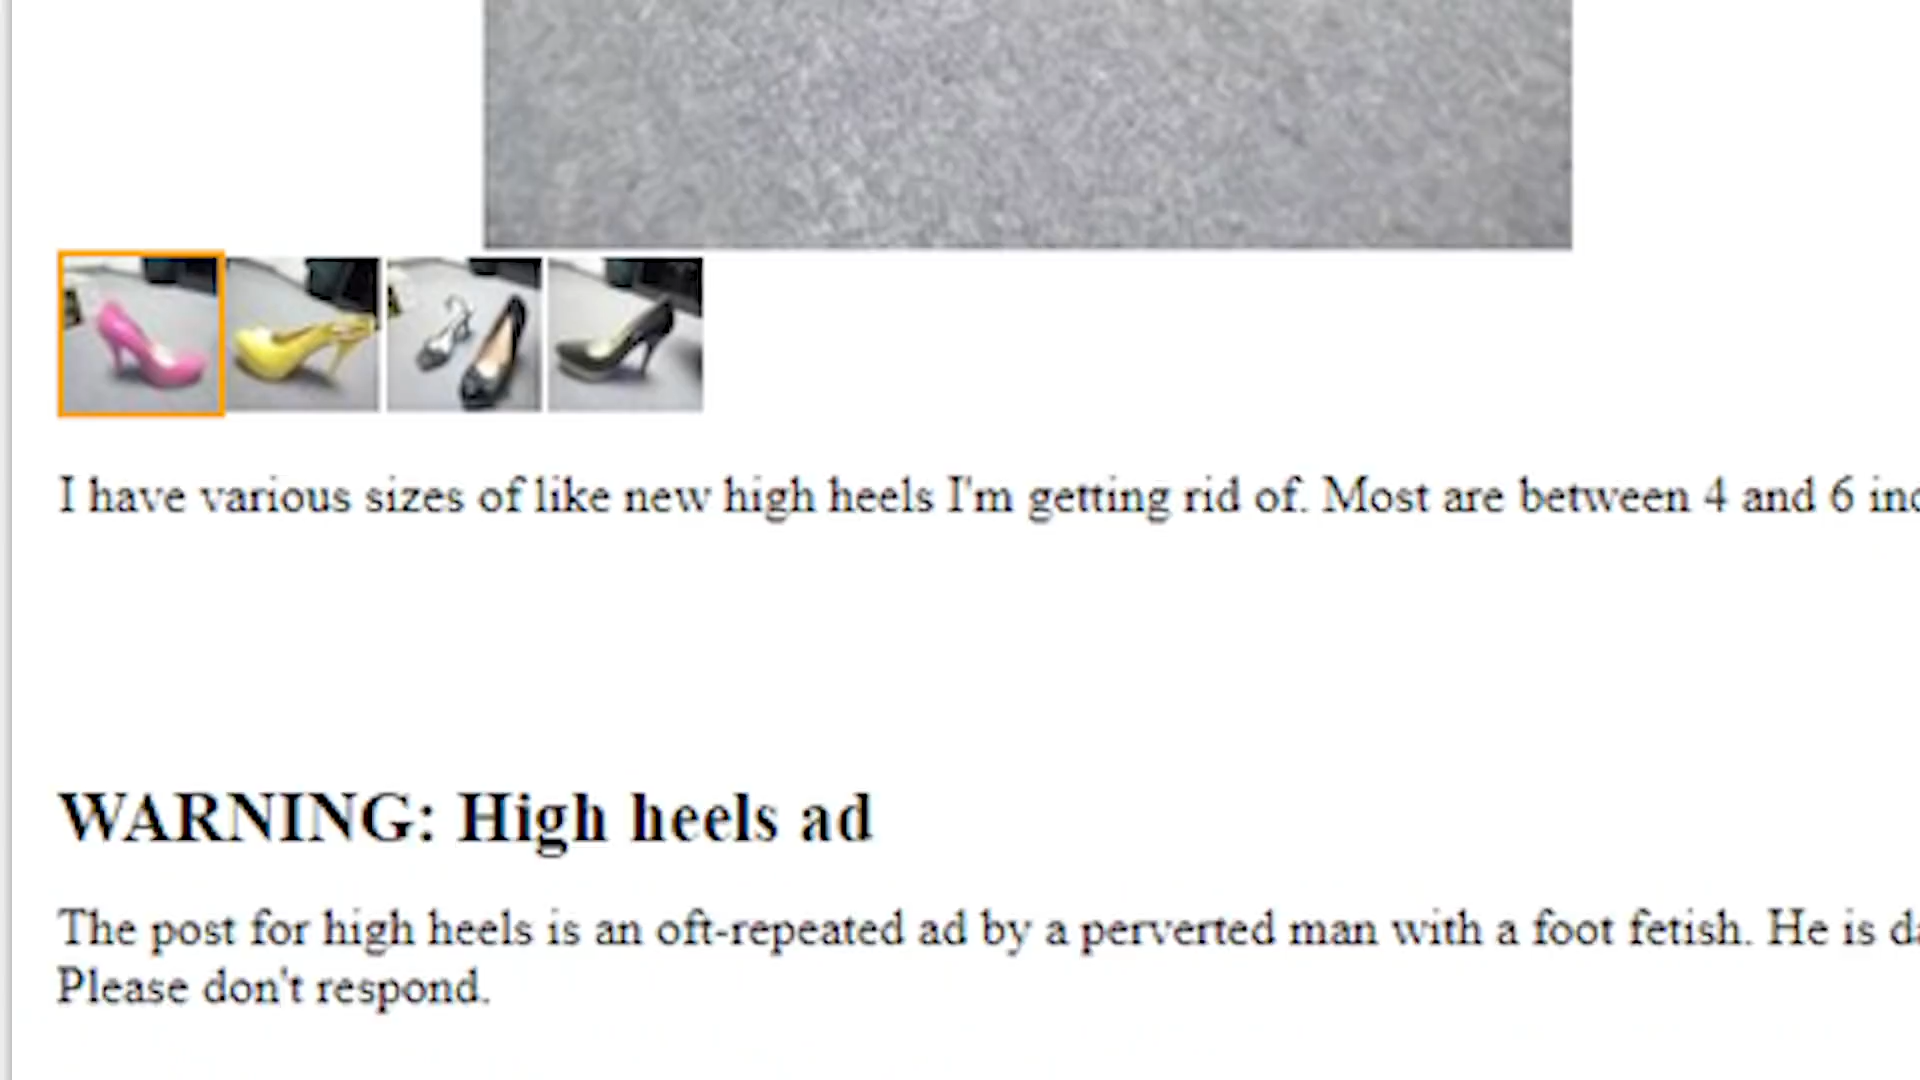 I have various sizes of like new high heels I'm getting rid of. Most are between 4 and 6
WARNING: High heels ad
The post for high heels is an oft-repeated ad by a perverted man with a foot fetish. He is
Please don't respond.